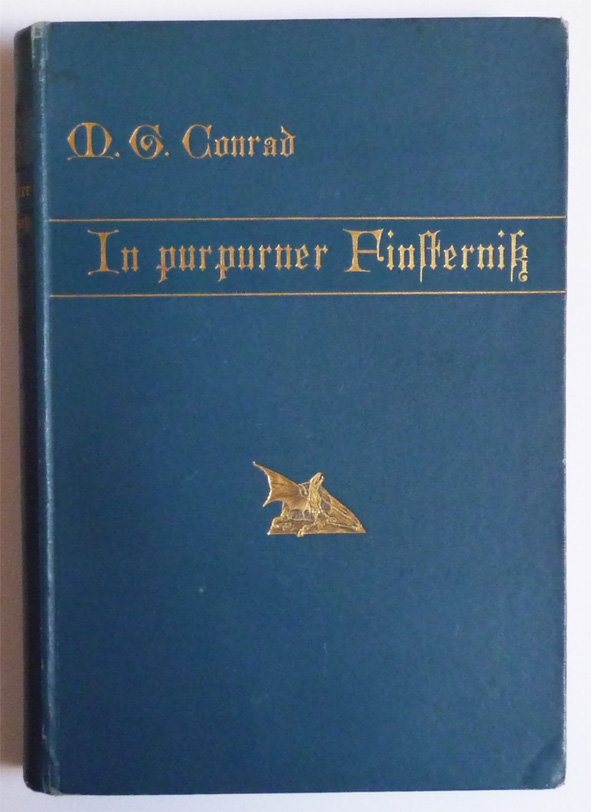 M. G. Conrad
In purpurner Finsterniß